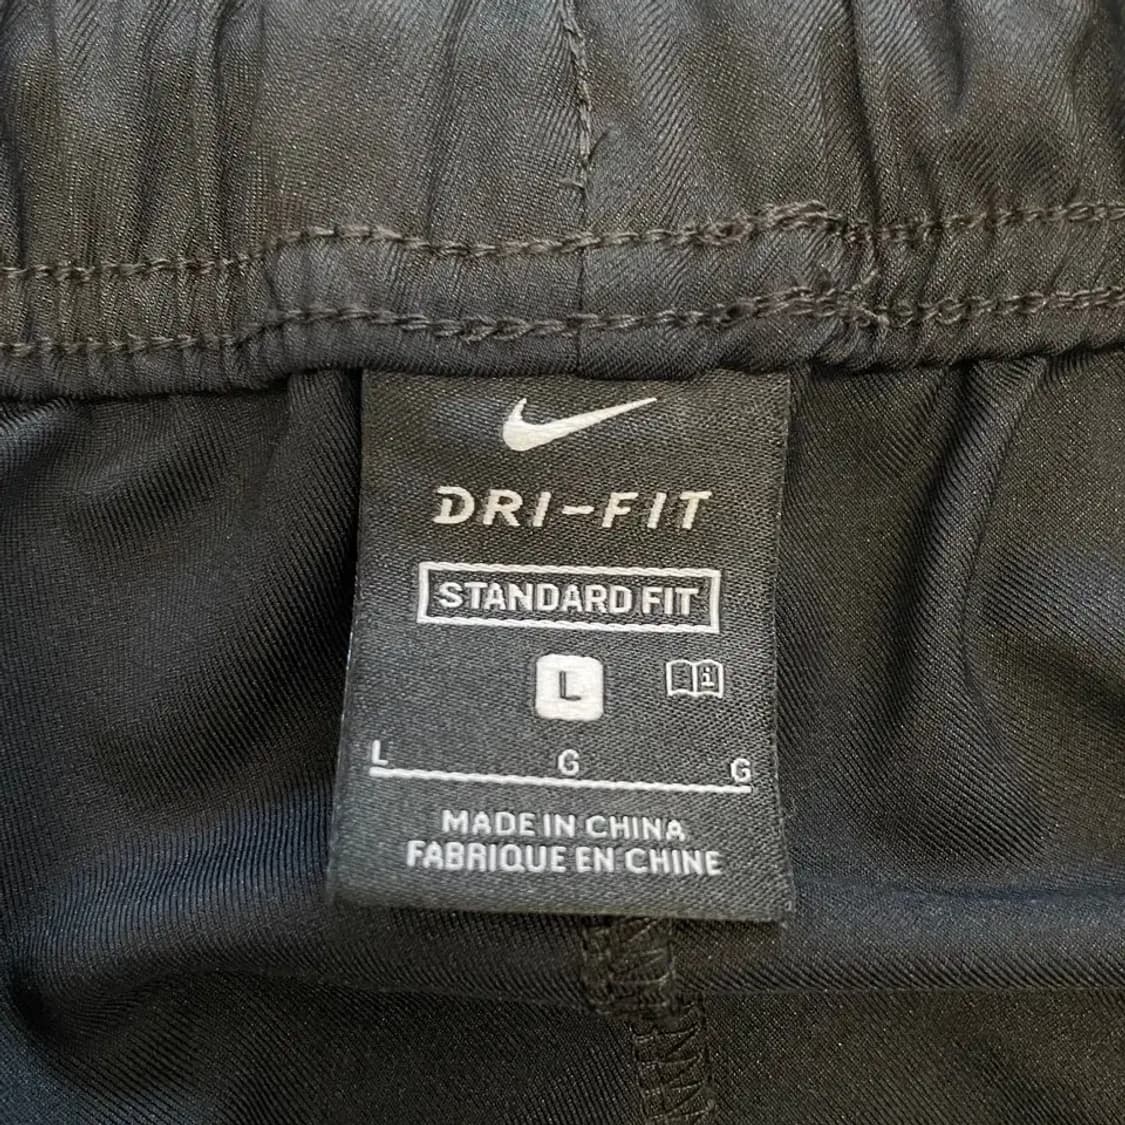 DRI-FIT
STANDARD FIT
L i
L G G
MADE IN CHINA
FABRIQUE EN CHINE